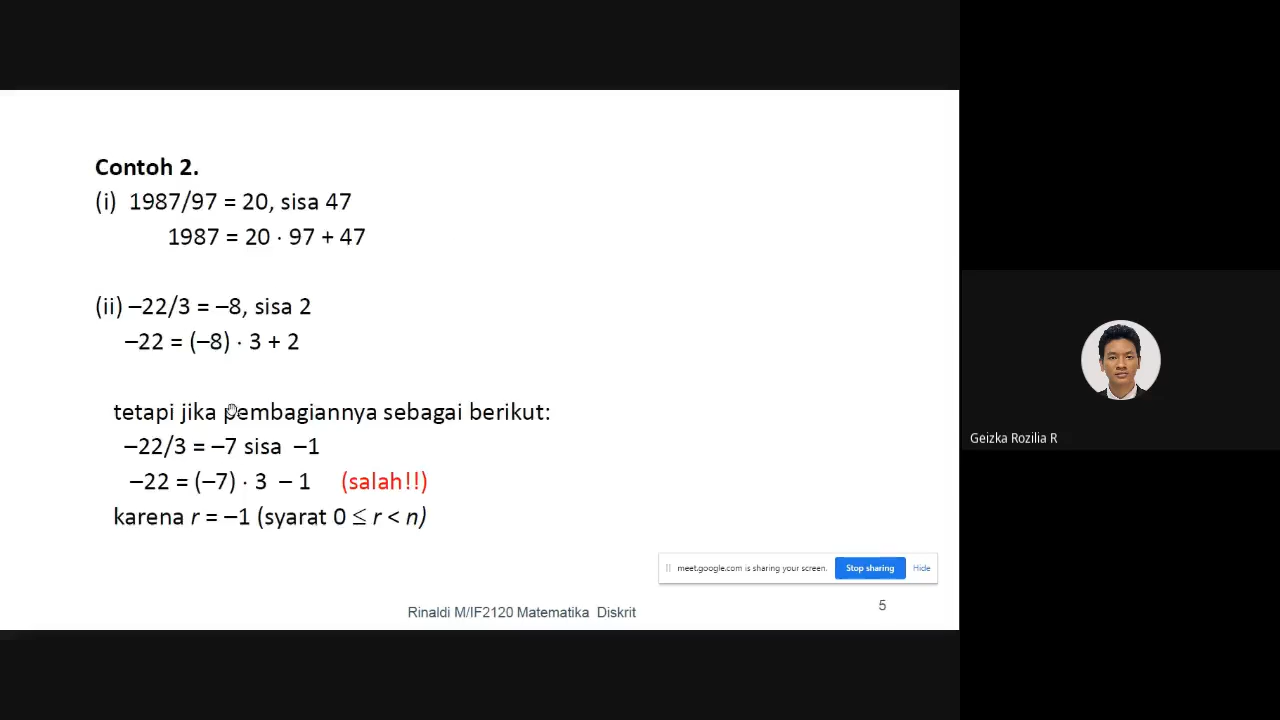 Contoh 2.
(i) 1987/97 = 20, sisa 47
1987 = 20 · 97 + 47
(ii) –22/3 = –8, sisa 2
–22 = (–8) · 3 + 2
tetapi jika pembagiannya sebagai berikut:
–22/3 = –7 sisa –1
–22 = (–7) · 3 – 1 (salah!!)
karena r = –1 (syarat 0 ≤ r < n)
meet.google.com is sharing your screen. Stop sharing Hide
Rinaldi M/IF2120 Matematika Diskrit 5
Geizka Rozilia R